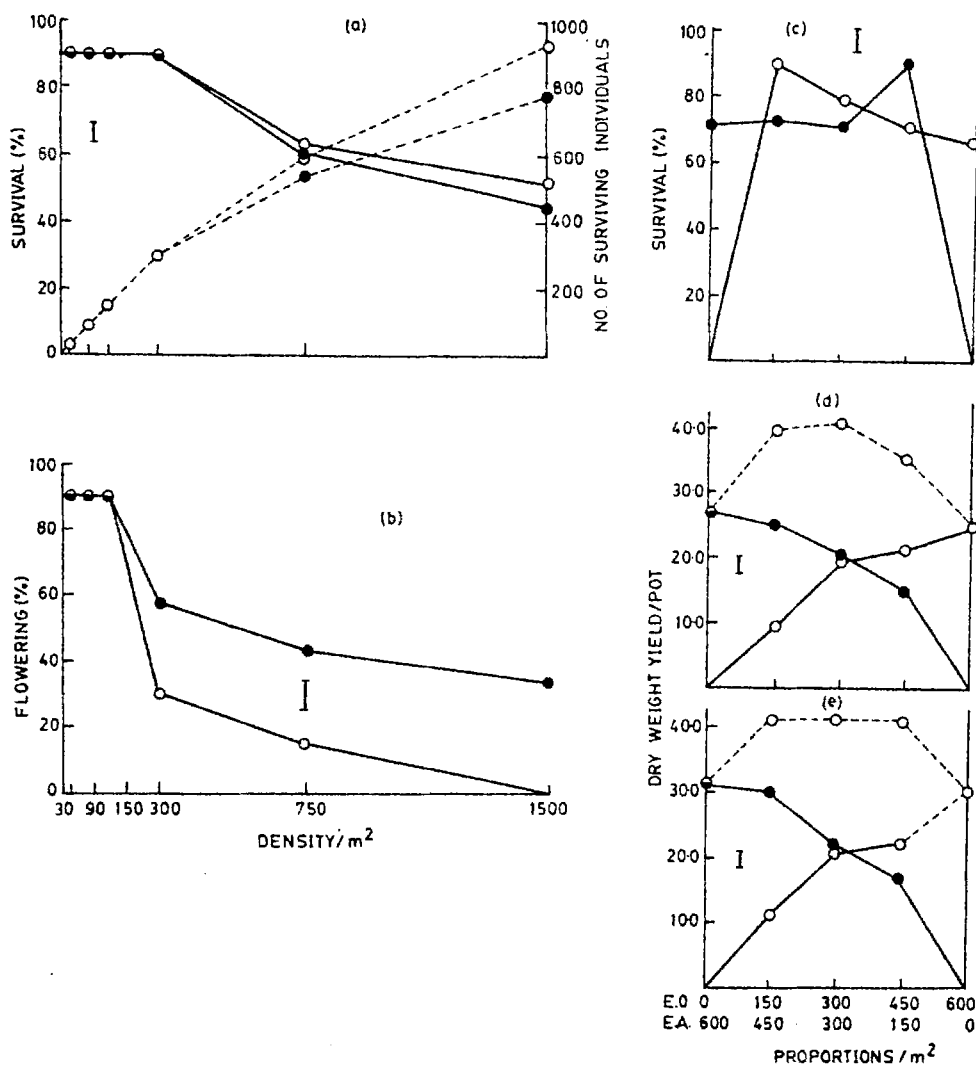 (a)
100
80
60
40
20
0
SURVIVAL (%)
1000
800
600
400
200
NO. OF SURVIVING INDIVIDUALS
(b)
100
80
60
40
20
0
FLOWERING (%)
30 90 150 300 750 1500
DENSITY/m²
(c)
100
80
60
40
20
SURVIVAL (%)
(d)
40·0
30·0
20·0
10·0
DRY WEIGHT YIELD/POT
(e)
40·0
30·0
20·0
10·0
E.O 0 150 300 450 600
E.A. 600 450 300 150 0
PROPORTIONS/m²